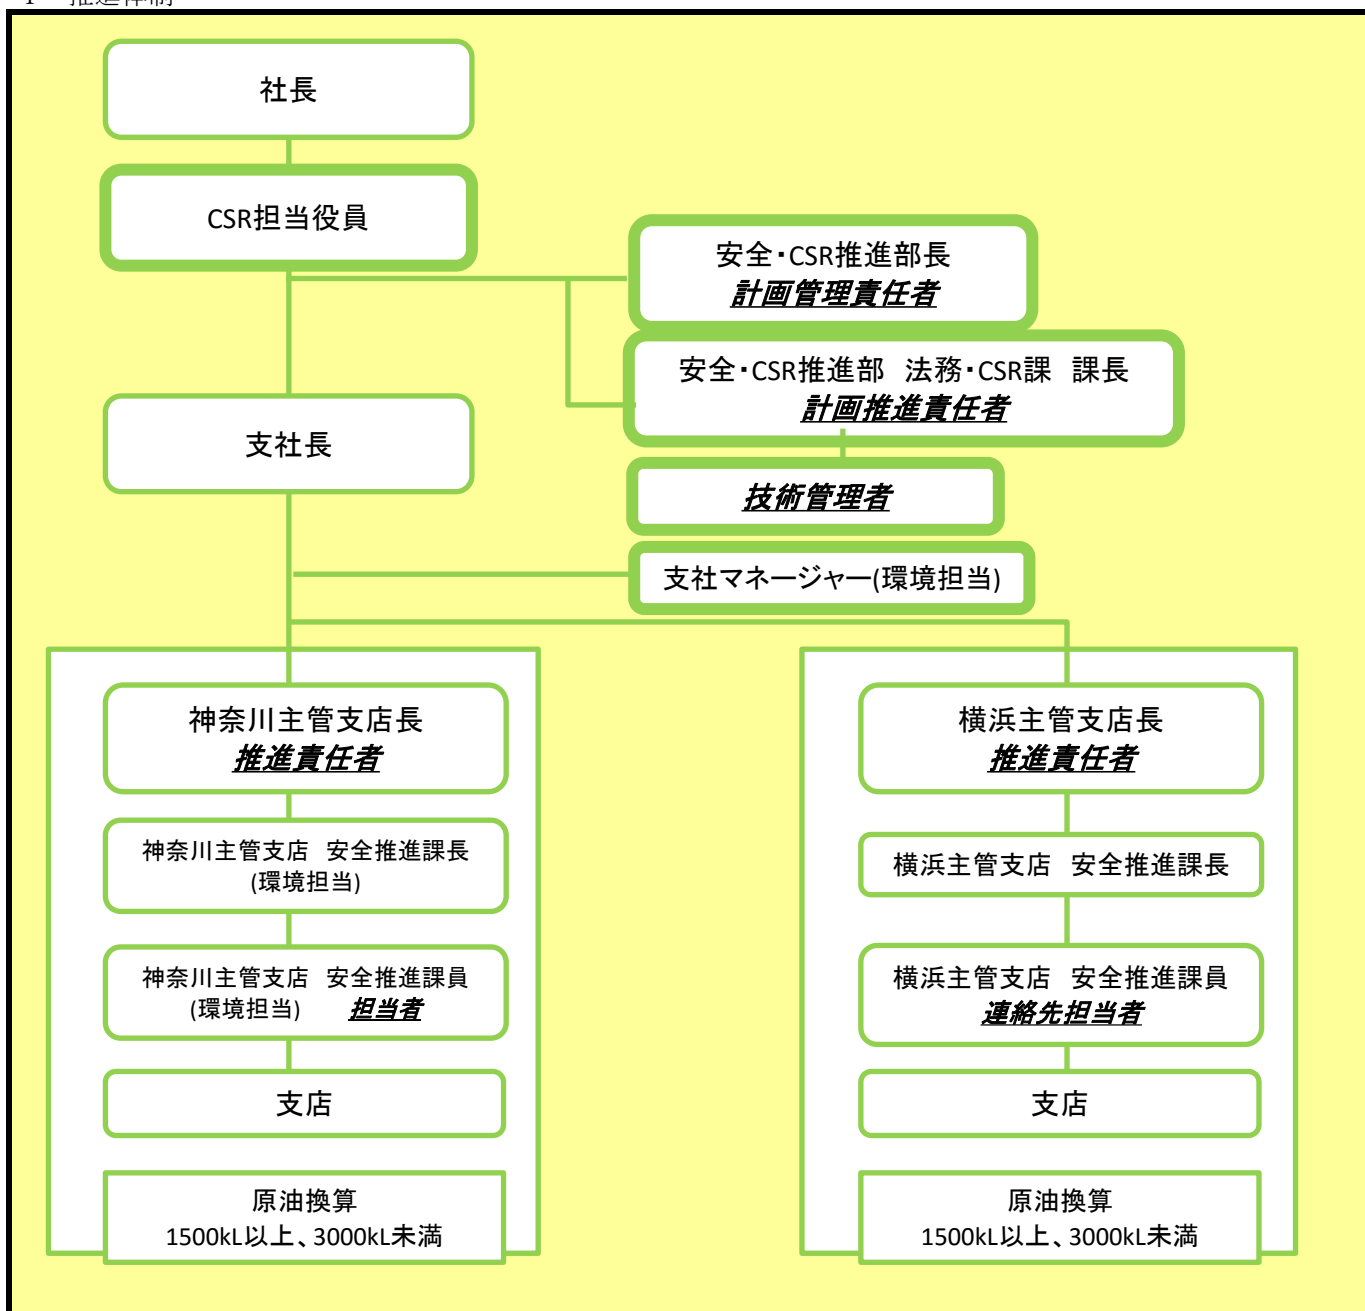 社長
CSR担当役員
安全・CSR推進部長
計画管理責任者
安全・CSR推進部　法務・CSR課　課長
計画推進責任者
支社長
技術管理者
支社マネージャー(環境担当)
神奈川主管支店長
推進責任者
神奈川主管支店　安全推進課長
(環境担当)
神奈川主管支店　安全推進課員
(環境担当)　担当者
支店
原油換算
1500kL以上、3000kL未満
横浜主管支店長
推進責任者
横浜主管支店　安全推進課長
横浜主管支店　安全推進課員
連絡先担当者
支店
原油換算
1500kL以上、3000kL未満